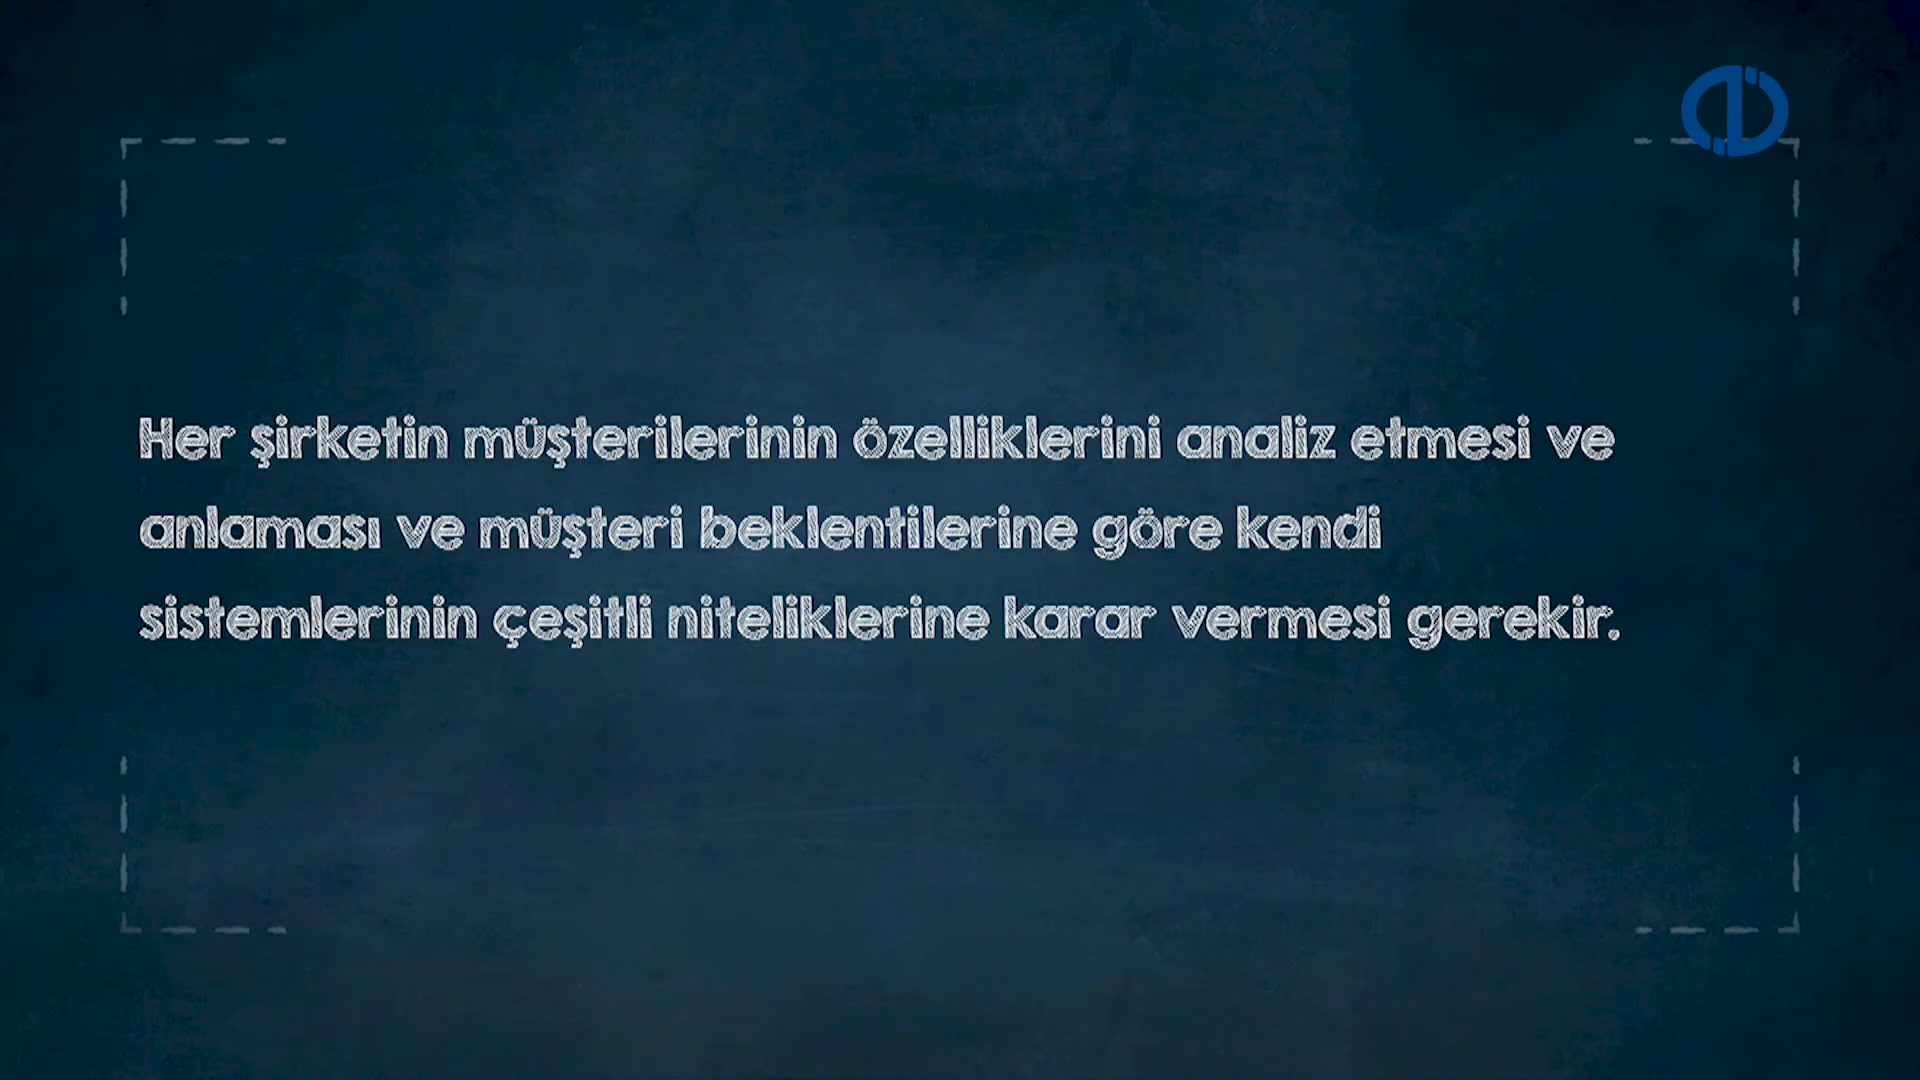 Her şirketin müşterilerinin özelliklerini analiz etmesi ve
anlaması ve müşteri beklentilerine göre kendi
sistemlerinin çeşitli niteliklerine karar vermesi gerekir.